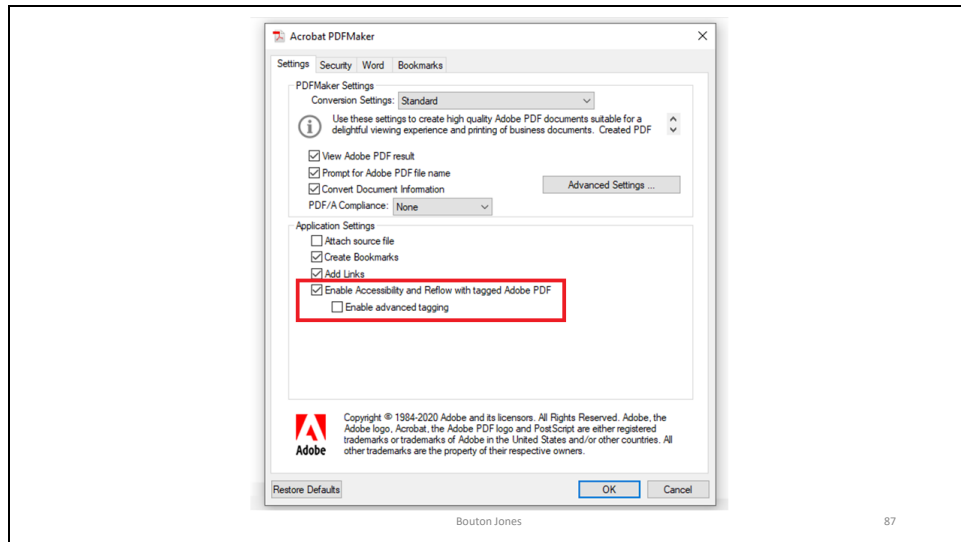 Acrobat PDFMaker
Settings Security Word Bookmarks
PDFMaker Settings
Conversion Settings: Standard
Use these settings to create high quality Adobe PDF documents suitable for a
delightful viewing experience and printing of business documents. Created PDF
View Adobe PDF result
Prompt for Adobe PDF file name
Convert Document Information
Advanced Settings ...
PDF/A Compliance: None
Application Settings
Attach source file
Create Bookmarks
Add Links
Enable Accessibility and Reflow with tagged Adobe PDF
Enable advanced tagging
Adobe
Copyright © 1984-2020 Adobe and its licensors. All Rights Reserved. Adobe, the
Adobe logo, Acrobat, the Adobe PDF logo and PostScript are either registered
trademarks or trademarks of Adobe in the United States and/or other countries. All
other trademarks are the property of their respective owners.
Restore Defaults OK Cancel
Bouton Jones 87